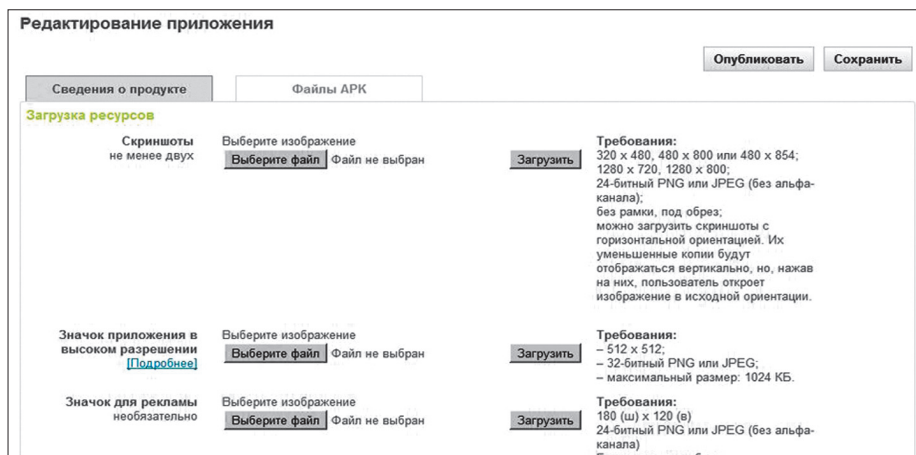 Редактирование приложения
Опубликовать Сохранить
Сведения о продукте Файлы APK
Загрузка ресурсов
Скриншоты
не менее двух
Выберите изображение
Выберите файл Файл не выбран
Загрузить
Требования:
320 x 480, 480 x 800 или 480 x 854;
1280 x 720, 1280 x 800;
24-битный PNG или JPEG (без альфа-
канала);
без рамки, под обрез;
можно загрузить скриншоты с
горизонтальной ориентацией. Их
уменьшенные копии будут
отображаться вертикально, но, нажав
на них, пользователь откроет
изображение в исходной ориентации.
Значок приложения в
высоком разрешении
[Подробнее]
Выберите изображение
Выберите файл Файл не выбран
Загрузить
Требования:
– 512 x 512;
– 32-битный PNG или JPEG;
– максимальный размер: 1024 КБ.
Значок для рекламы
необязательно
Выберите изображение
Выберите файл Файл не выбран
Загрузить
Требования:
180 (ш) x 120 (в)
24-битный PNG или JPEG (без альфа-
канала)